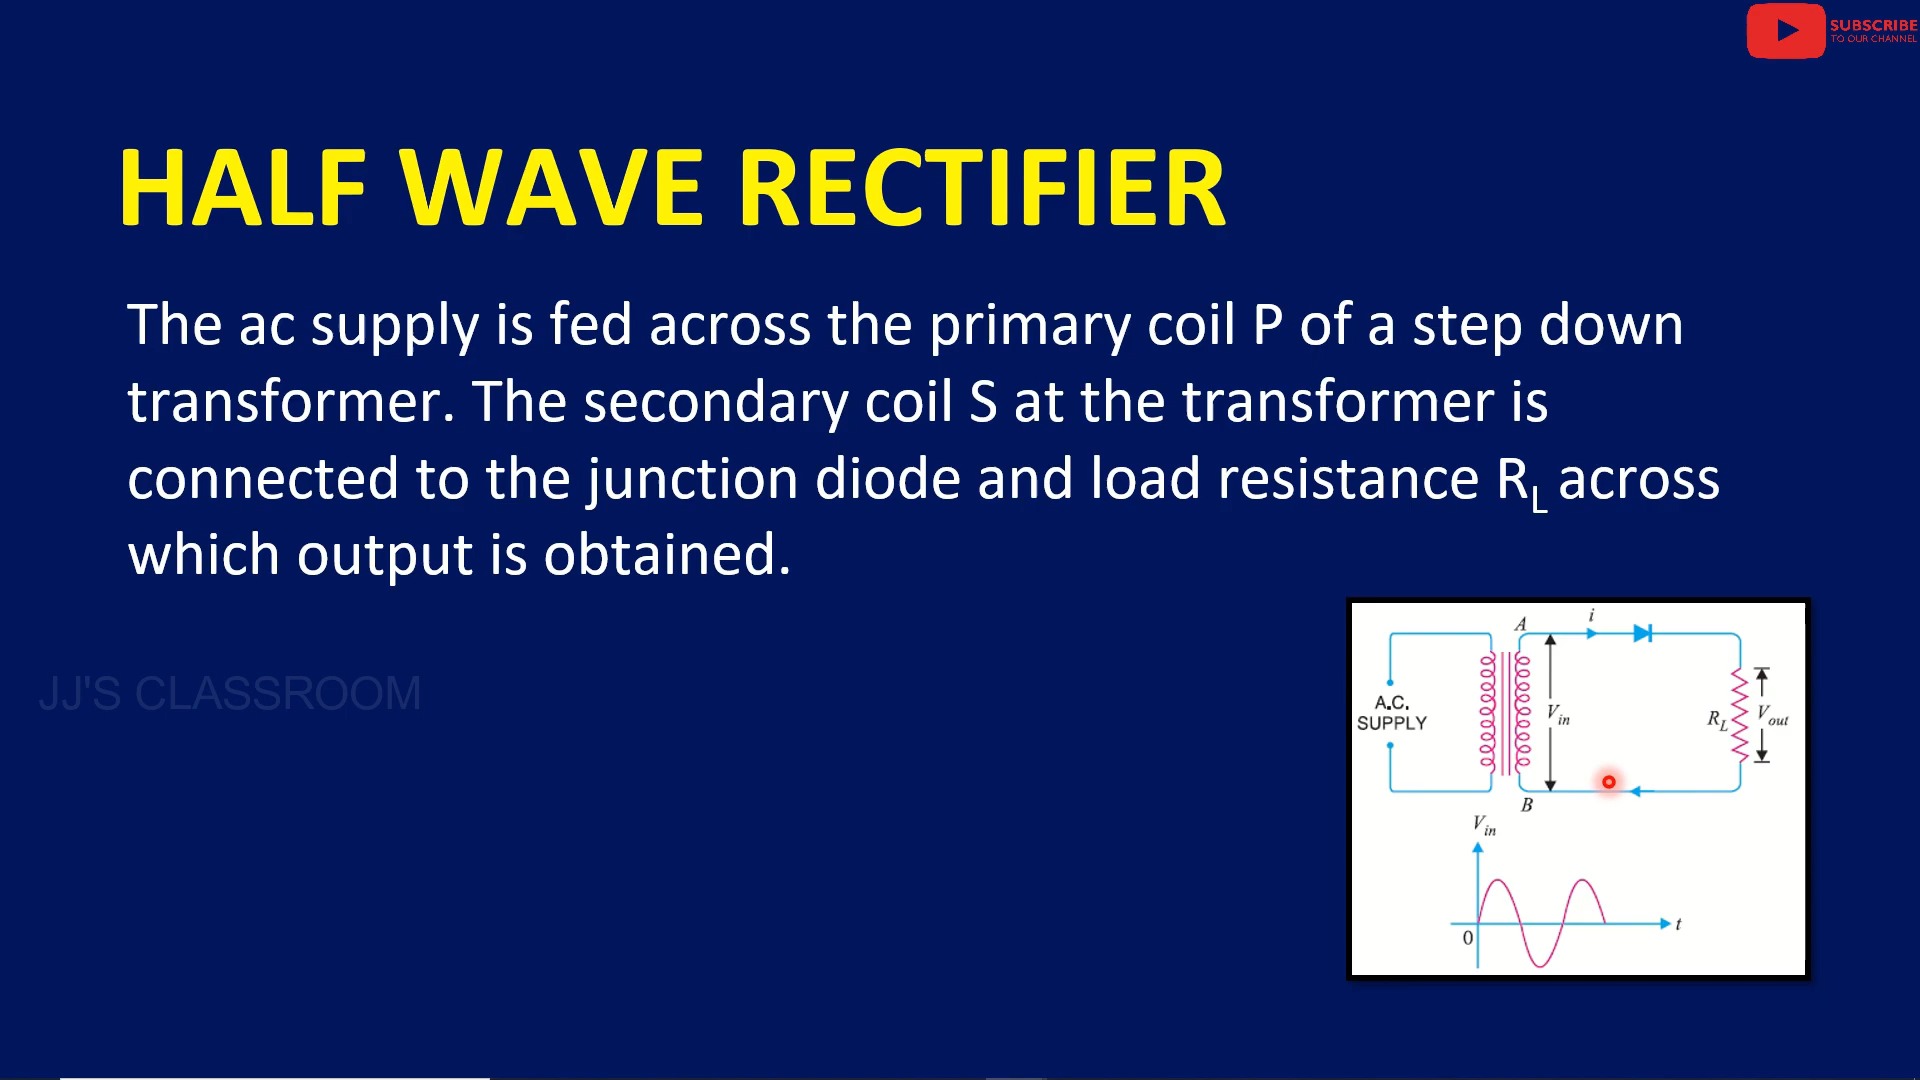 SUBSCRIBE
TO OUR CHANNEL
HALF WAVE RECTIFIER
The ac supply is fed across the primary coil P of a step down
transformer. The secondary coil S at the transformer is
connected to the junction diode and load resistance RL across
which output is obtained.
JJ'S CLASSROOM
A
i
A.C.
SUPPLY
Vin
RL
Vout
B
Vin
0
t